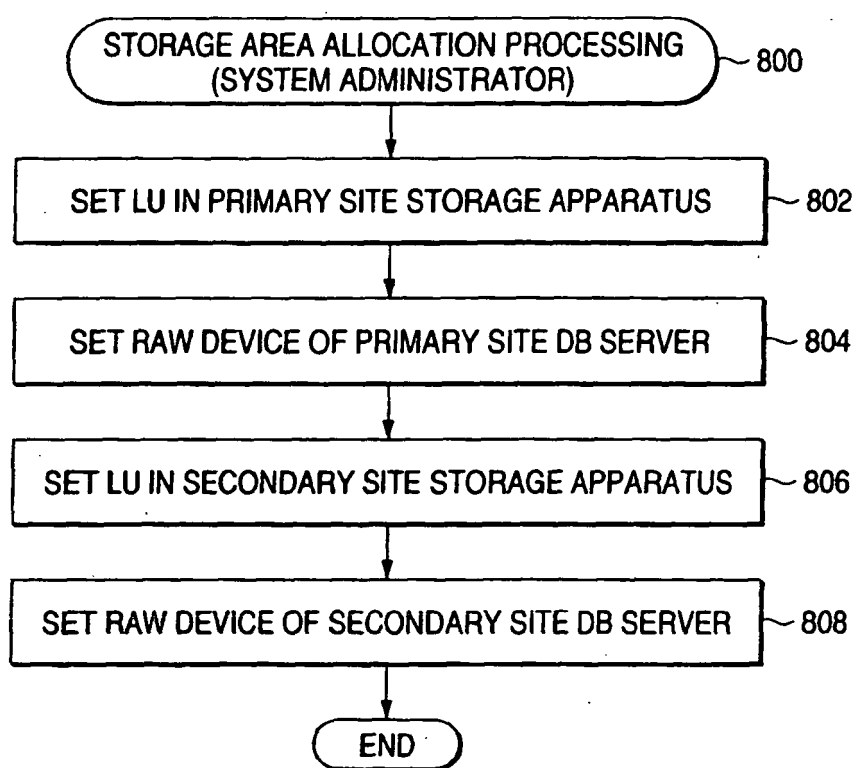 STORAGE AREA ALLOCATION PROCESSING
(SYSTEM ADMINISTRATOR)
800
SET LU IN PRIMARY SITE STORAGE APPARATUS
802
SET RAW DEVICE OF PRIMARY SITE DB SERVER
804
SET LU IN SECONDARY SITE STORAGE APPARATUS
806
SET RAW DEVICE OF SECONDARY SITE DB SERVER
808
END